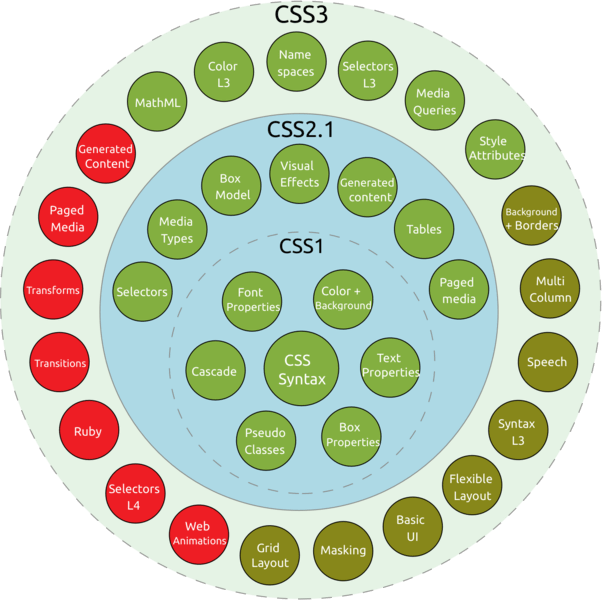 CSS3
Name
spaces
Color
L3
Selectors
L3
MathML
Media
Queries
Style
Attributes
Generated
Content
Background
+ Borders
Paged
Media
Multi
Column
Transforms
Speech
Transitions
Syntax
L3
Ruby
Flexible
Layout
Selectors
L4
Basic
UI
Web
Animations
Masking
Grid
Layout
CSS2.1
Visual
Effects
Box
Model
Generated
content
Media
Types
Tables
Selectors
Paged
media
CSS1
Font
Properties
Color +
Background
Cascade
CSS
Syntax
Text
Properties
Pseudo
Classes
Box
Properties